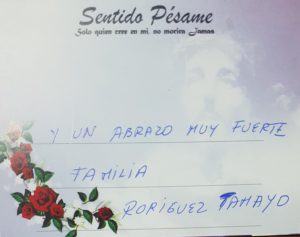 Sentido Pésame
Solo quien cree en mi, no morira Jamas
Y UN ABRAZO MUY FUERTE
FAMILIA
RORIGUEZ TAMAYO